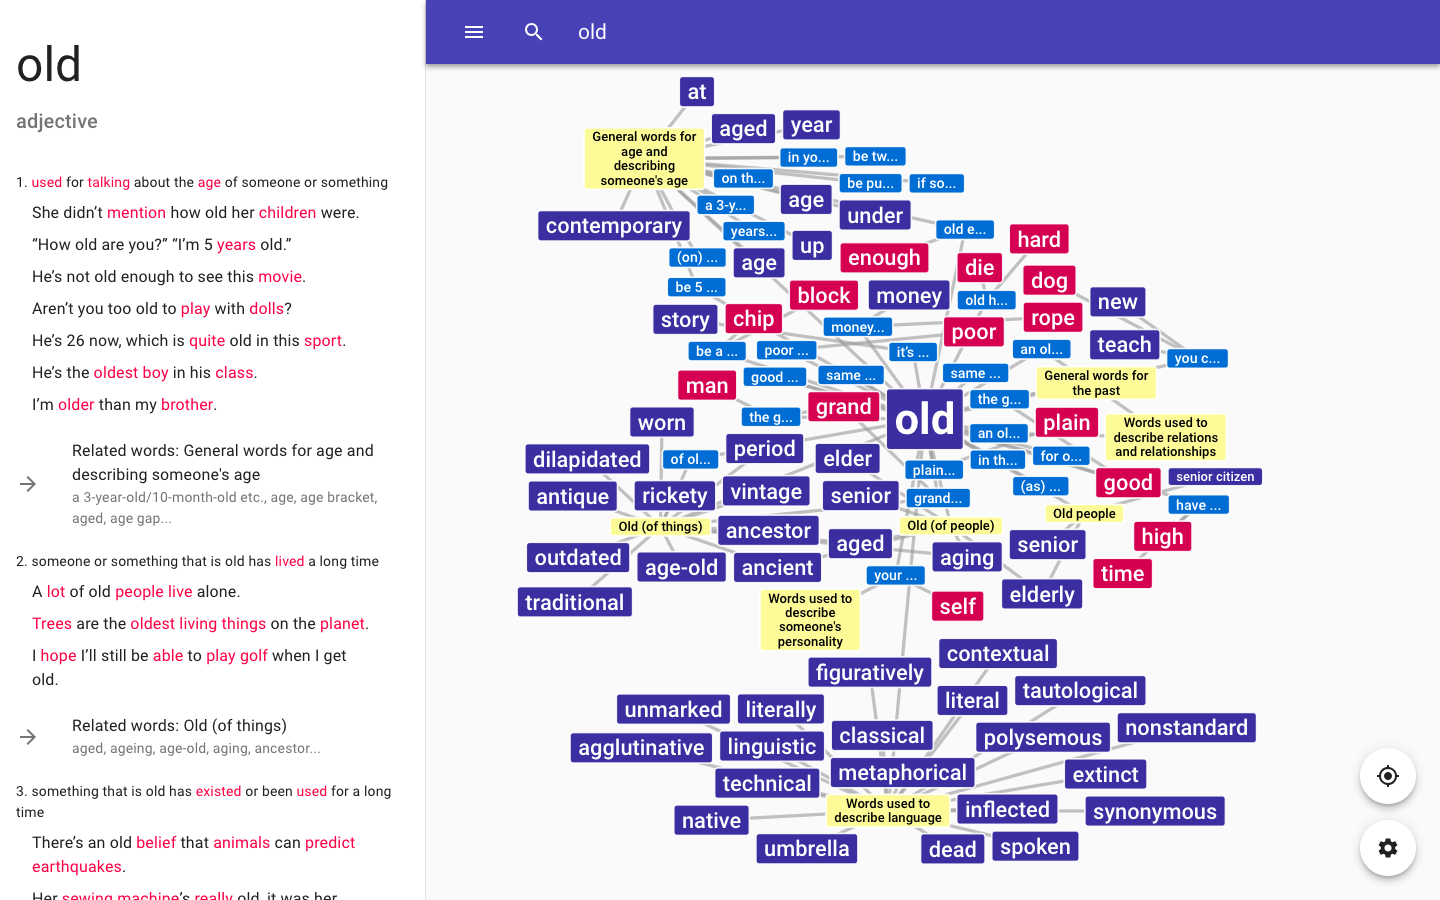 old
adjective
1. used for talking about the age of someone or something
She didn’t mention how old her children were.
“How old are you?” “I’m 5 years old.”
He’s not old enough to see this movie.
Aren’t you too old to play with dolls?
He’s 26 now, which is quite old in this sport.
He’s the oldest boy in his class.
I’m older than my brother.
Related words: General words for age and
describing someone's age
a 3-year-old/10-month-old etc., age, age bracket,
aged, age gap...
2. someone or something that is old has lived a long time
A lot of old people live alone.
Trees are the oldest living things on the planet.
I hope I’ll still be able to play golf when I get
old.
Related words: Old (of things)
aged, ageing, age-old, aging, ancestor...
3. something that is old has existed or been used for a long
time
There’s an old belief that animals can predict
earthquakes.
Her sewing machine’s really old, it was her
old
at
aged
year
General words for
age and
describing
someone's age
in yo...
be tw...
on th...
be pu...
if so...
a 3-y...
age
under
contemporary
years...
old e...
up
hard
(on) ...
age
enough
die
dog
be 5 ...
block
money
old h...
new
story
chip
money...
poor
rope
be a ...
poor ...
it’s ...
an ol...
teach
you c...
man
good ...
same ...
same ...
General words for
the past
the g...
grand
old
the g...
worn
plain
Words used to
describe relations
and relationships
an ol...
dilapidated
of ol...
period
elder
plain...
in th...
for o...
senior citizen
antique
rickety
vintage
senior
grand...
(as) ...
good
have ...
Old (of things)
ancestor
Old (of people)
Old people
high
outdated
age-old
ancient
aged
aging
senior
your ...
time
traditional
Words used to
describe
someone's
personality
self
elderly
figuratively
contextual
unmarked
literally
literal
tautological
agglutinative
linguistic
classical
polysemous
nonstandard
technical
metaphorical
extinct
native
Words used to
describe language
inflected
synonymous
umbrella
dead
spoken